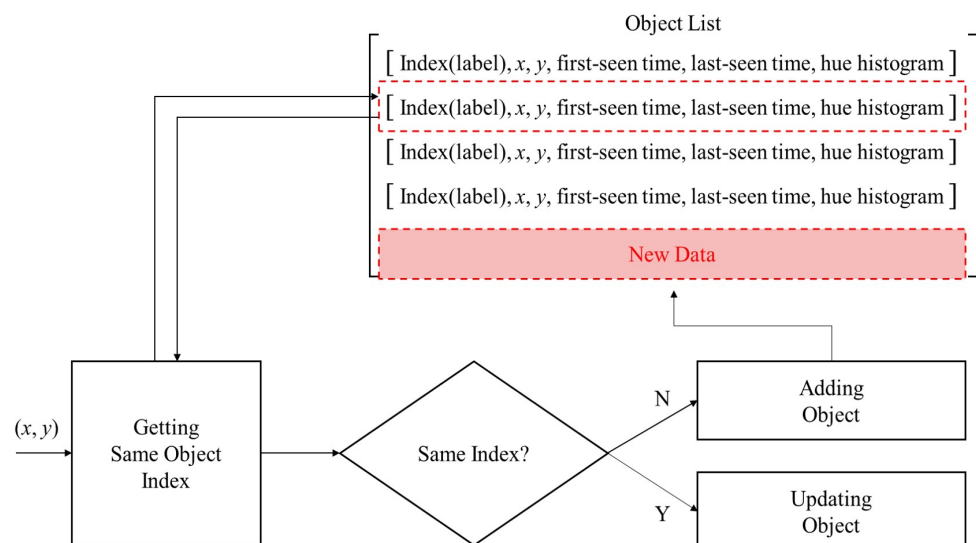 Object List
[ Index(label), x, y, first-seen time, last-seen time, hue histogram ]
[ Index(label), x, y, first-seen time, last-seen time, hue histogram ]
[ Index(label), x, y, first-seen time, last-seen time, hue histogram ]
[ Index(label), x, y, first-seen time, last-seen time, hue histogram ]
New Data
(x, y)
Getting
Same Object
Index
Same Index?
N
Y
Adding
Object
Updating
Object